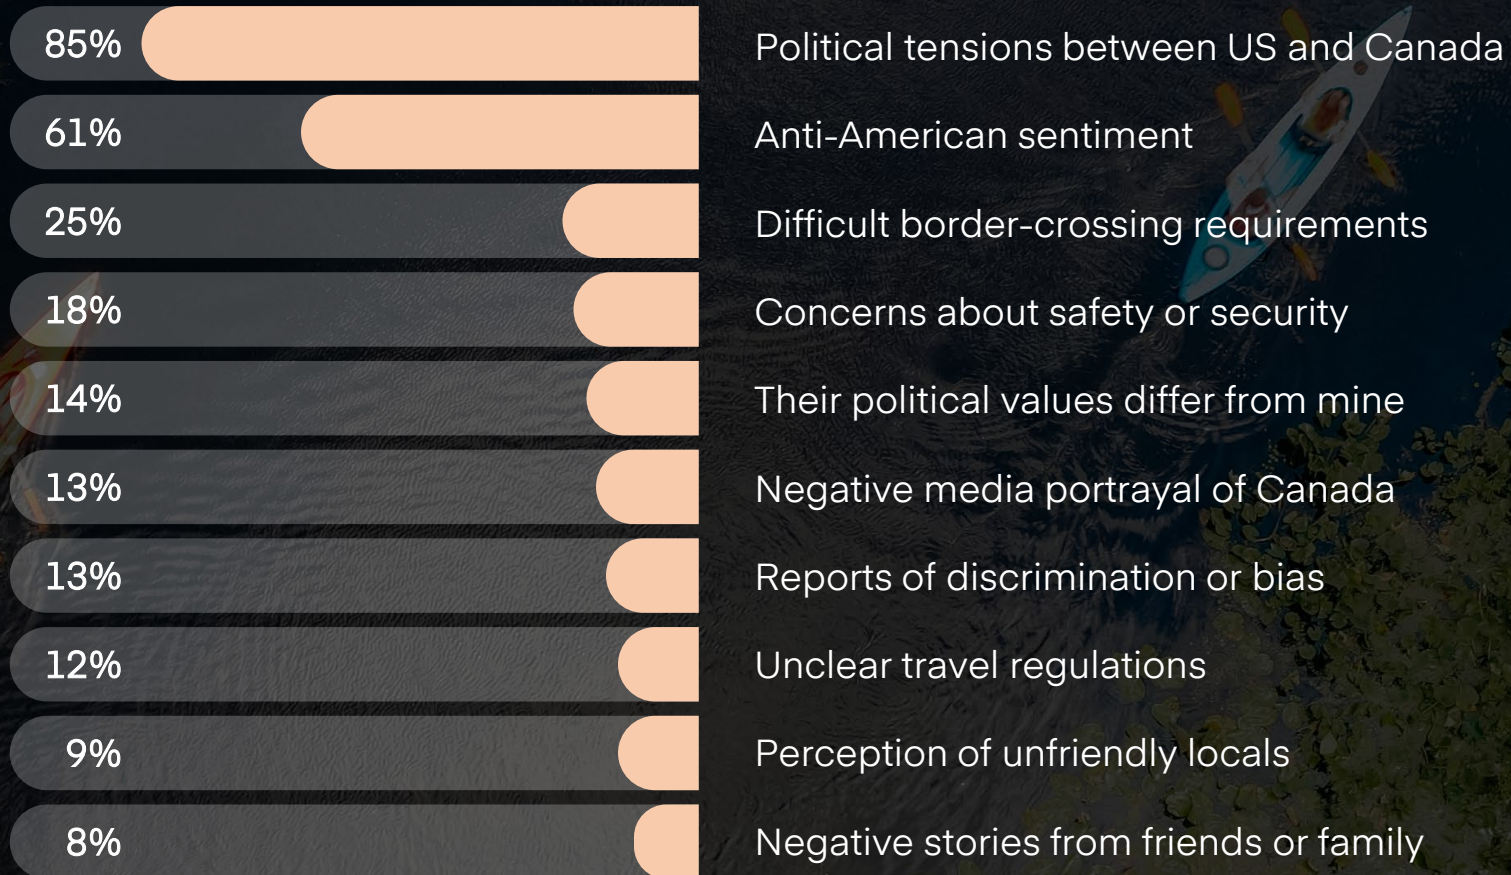 85% Political tensions between US and Canada
61% Anti-American sentiment
25% Difficult border-crossing requirements
18% Concerns about safety or security
14% Their political values differ from mine
13% Negative media portrayal of Canada
13% Reports of discrimination or bias
12% Unclear travel regulations
9% Perception of unfriendly locals
8% Negative stories from friends or family